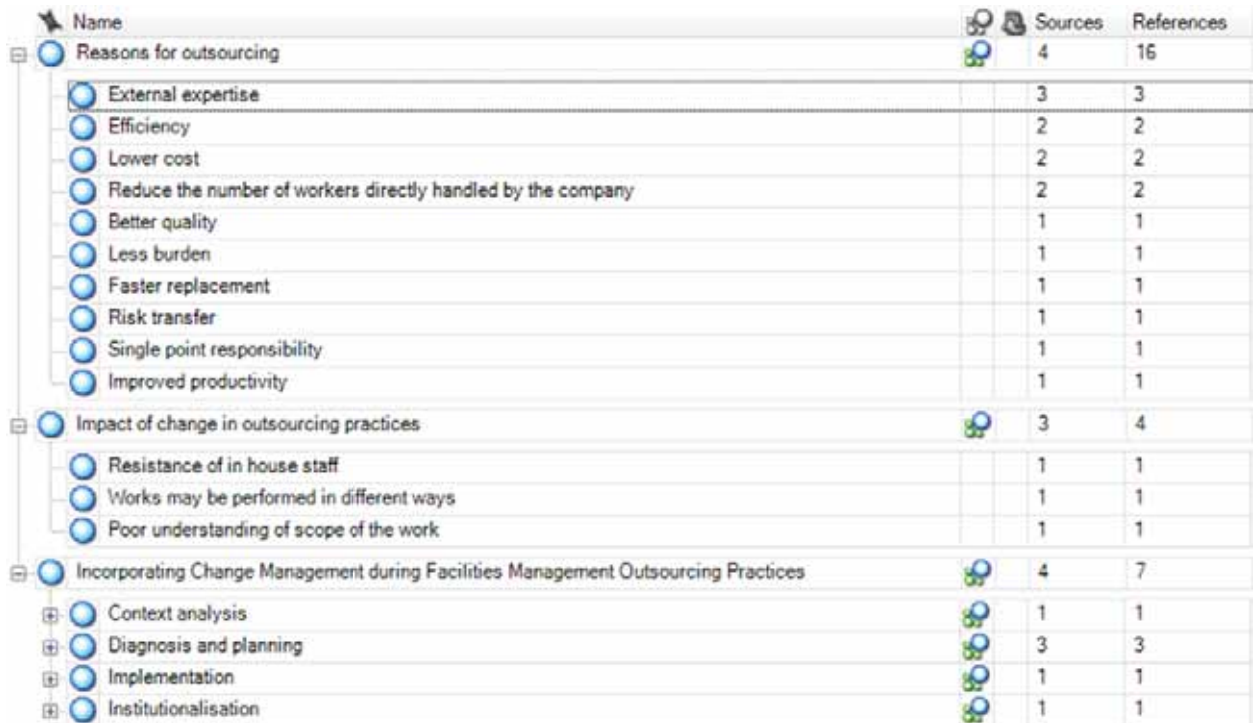 Name Sources References
Reasons for outsourcing 4 16
External expertise 3 3
Efficiency 2 2
Lower cost 2 2
Reduce the number of workers directly handled by the company 2 2
Better quality 1 1
Less burden 1 1
Faster replacement 1 1
Risk transfer 1 1
Single point responsibility 1 1
Improved productivity 1 1
Impact of change in outsourcing practices 3 4
Resistance of in house staff 1 1
Works may be performed in different ways 1 1
Poor understanding of scope of the work 1 1
Incorporating Change Management during Facilities Management Outsourcing Practices 4 7
Context analysis 1 1
Diagnosis and planning 3 3
Implementation 1 1
Institutionalisation 1 1